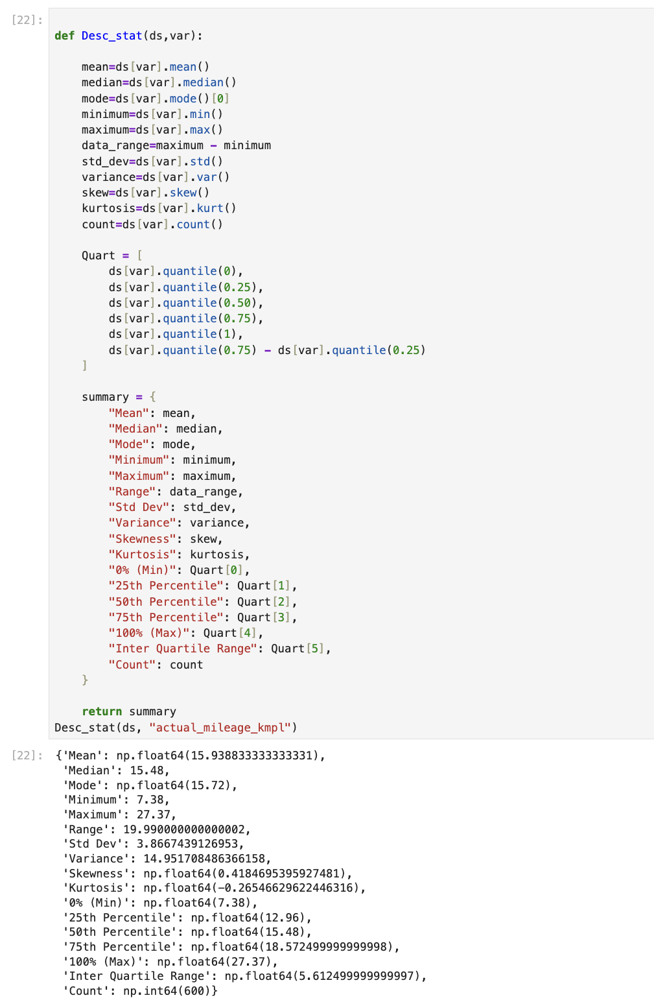 [22]:
def Desc_stat(ds,var):
    mean=ds[var].mean()
    median=ds[var].median()
    mode=ds[var].mode()[0]
    minimum=ds[var].min()
    maximum=ds[var].max()
    data_range=maximum - minimum
    std_dev=ds[var].std()
    variance=ds[var].var()
    skew=ds[var].skew()
    kurtosis=ds[var].kurt()
    count=ds[var].count()
    Quart = [
        ds[var].quantile(0),
        ds[var].quantile(0.25),
        ds[var].quantile(0.50),
        ds[var].quantile(0.75),
        ds[var].quantile(1),
        ds[var].quantile(0.75) - ds[var].quantile(0.25)
    ]
    summary = {
        "Mean": mean,
        "Median": median,
        "Mode": mode,
        "Minimum": minimum,
        "Maximum": maximum,
        "Range": data_range,
        "Std Dev": std_dev,
        "Variance": variance,
        "Skewness": skew,
        "Kurtosis": kurtosis,
        "0% (Min)": Quart[0],
        "25th Percentile": Quart[1],
        "50th Percentile": Quart[2],
        "75th Percentile": Quart[3],
        "100% (Max)": Quart[4],
        "Inter Quartile Range": Quart[5],
        "Count": count
    }
    return summary
Desc_stat(ds, "actual_mileage_kmpl")
[22]: {'Mean': np.float64(15.938833333333331),
 'Median': 15.48,
 'Mode': np.float64(15.72),
 'Minimum': 7.38,
 'Maximum': 27.37,
 'Range': 19.990000000000002,
 'Std Dev': 3.8667439126953,
 'Variance': 14.951708486366158,
 'Skewness': np.float64(0.4184695395927481),
 'Kurtosis': np.float64(-0.26546629622446316),
 '0% (Min)': np.float64(7.38),
 '25th Percentile': np.float64(12.96),
 '50th Percentile': np.float64(15.48),
 '75th Percentile': np.float64(18.572499999999998),
 '100% (Max)': np.float64(27.37),
 'Inter Quartile Range': np.float64(5.612499999999997),
 'Count': np.int64(600)}